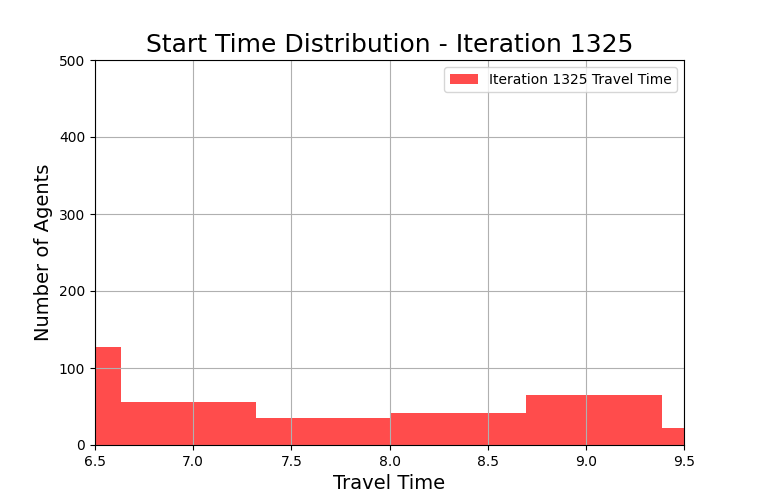 Start Time Distribution - Iteration 1325
Iteration 1325 Travel Time
500
400
300
200
100
0
Number of Agents
6.5 7.0 7.5 8.0 8.5 9.0 9.5
Travel Time